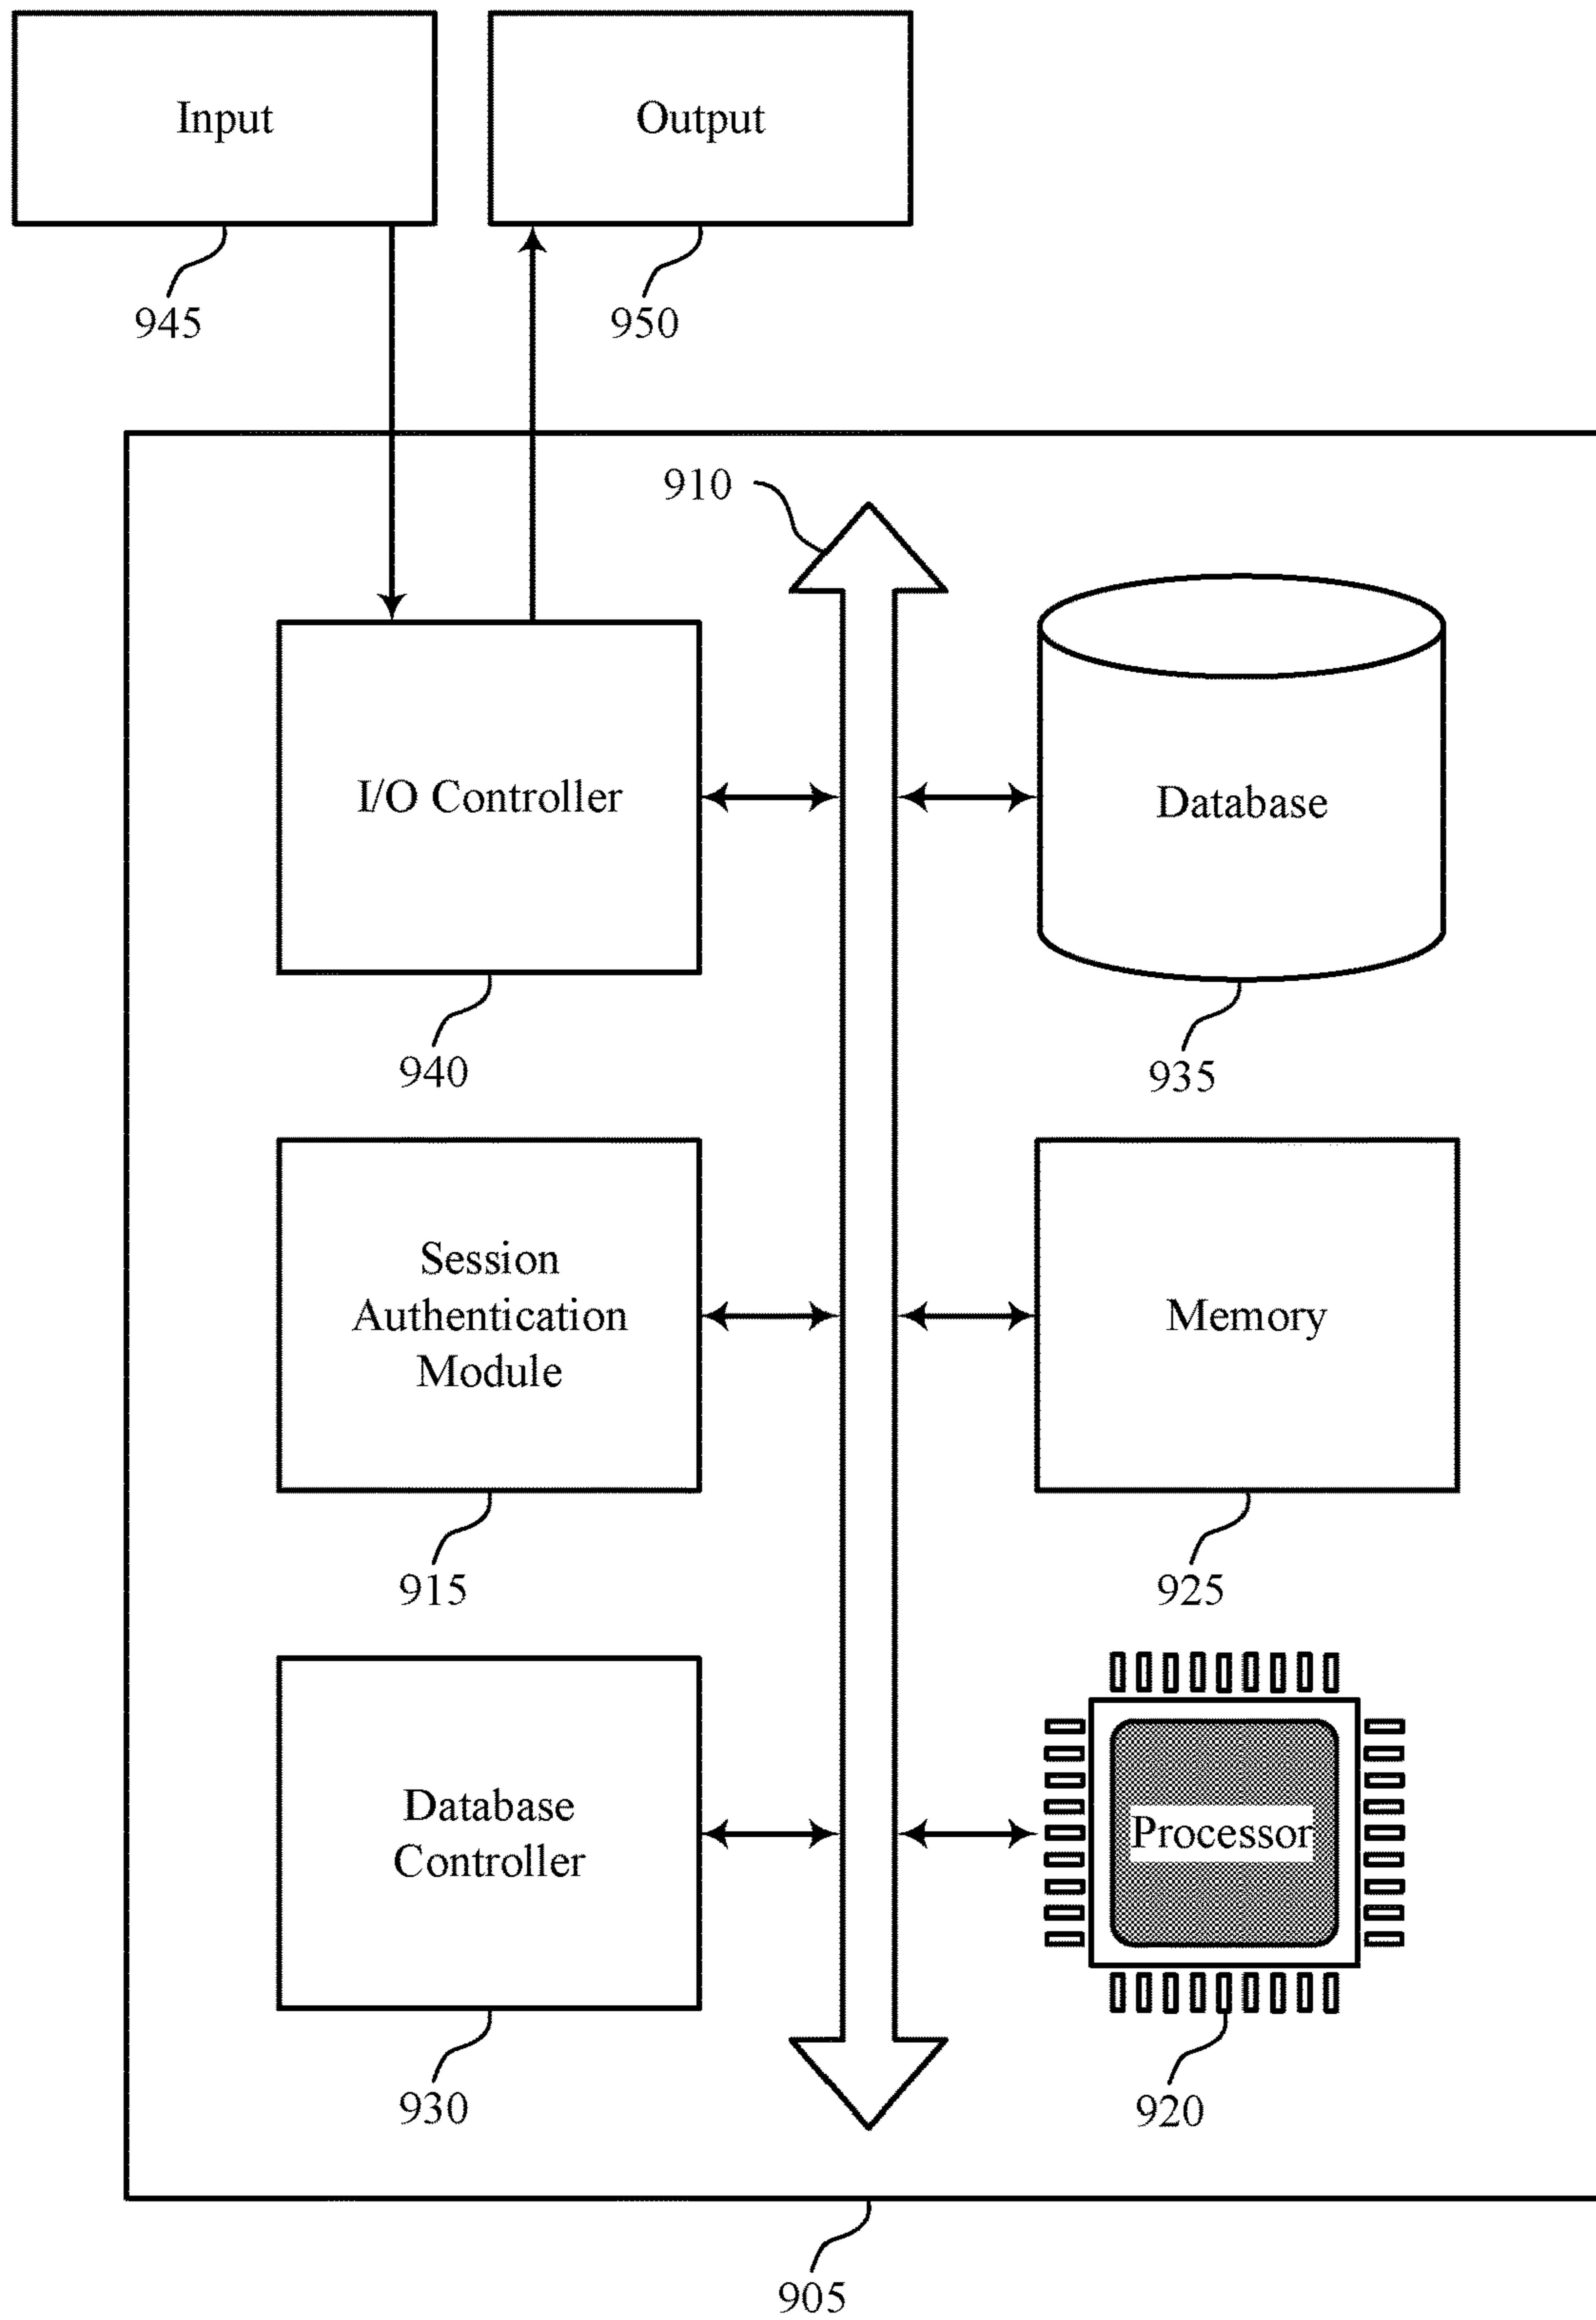 Input
Output
945
950
910
I/O Controller
Database
940
935
Session
Authentication
Module
Memory
915
925
Database
Controller
Processor
930
920
905